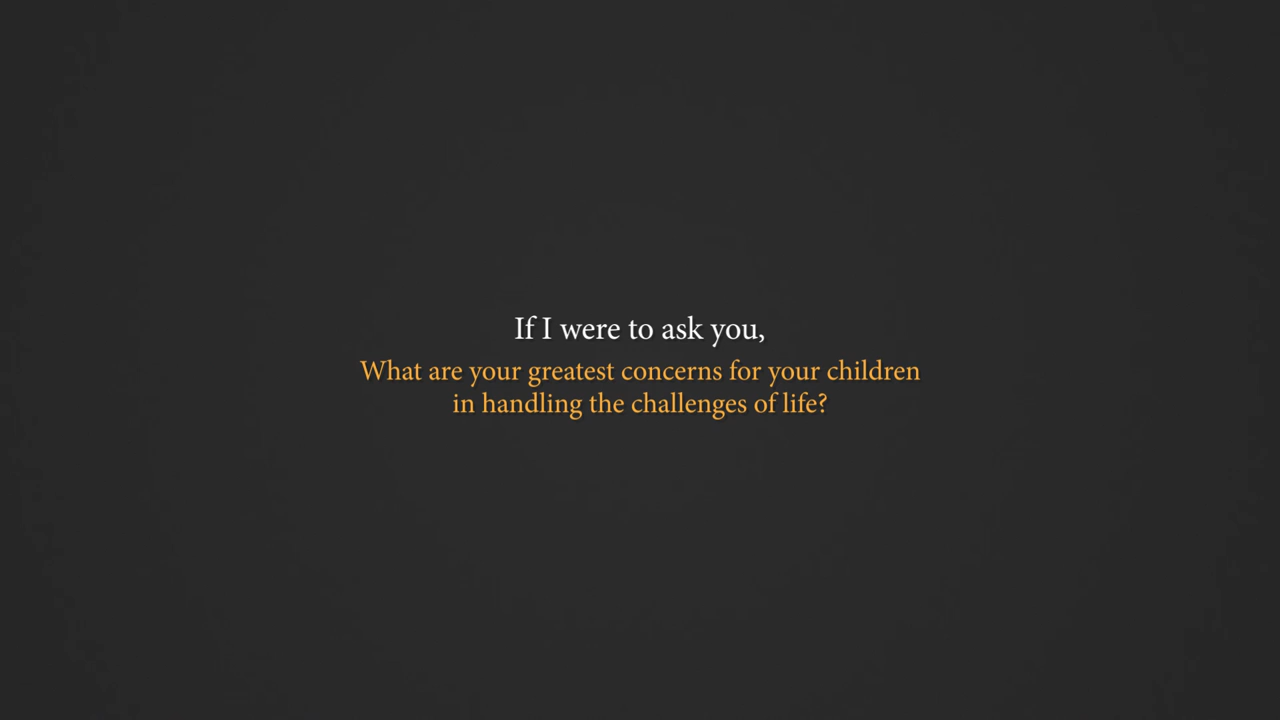 If I were to ask you,
What are your greatest concerns for your children
in handling the challenges of life?